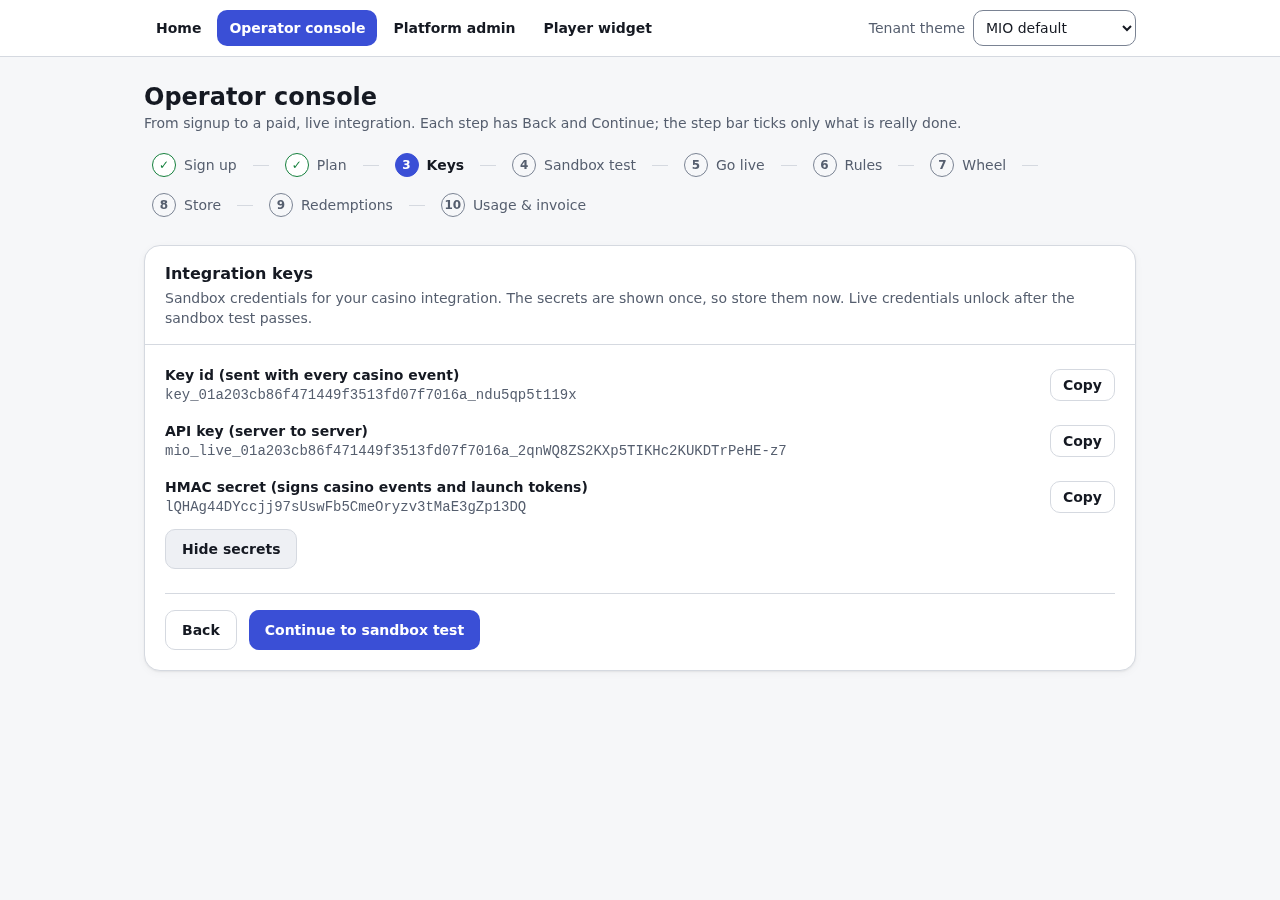 Home Operator console Platform admin Player widget Tenant theme MIO default
Operator console
From signup to a paid, live integration. Each step has Back and Continue; the step bar ticks only what is really done.
✓ Sign up ✓ Plan 3 Keys 4 Sandbox test 5 Go live 6 Rules 7 Wheel
8 Store 9 Redemptions 10 Usage & invoice
Integration keys
Sandbox credentials for your casino integration. The secrets are shown once, so store them now. Live credentials unlock after the
sandbox test passes.
Key id (sent with every casino event)
key_01a203cb86f471449f3513fd07f7016a_ndu5qp5t119x
Copy
API key (server to server)
mio_live_01a203cb86f471449f3513fd07f7016a_2qnWQ8ZS2KXp5TIKHc2KUKDTrPeHE-z7
Copy
HMAC secret (signs casino events and launch tokens)
lQHAg44DYccjj97sUswFb5CmeOryzv3tMaE3gZp13DQ
Copy
Hide secrets
Back Continue to sandbox test